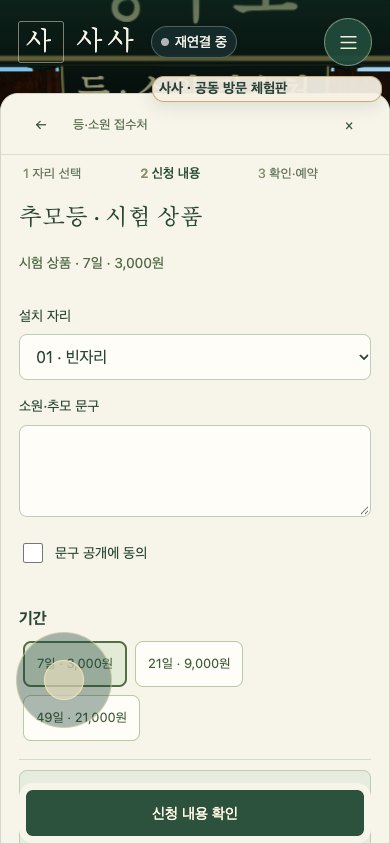 사 사사 재연결 중
사사 · 공동 방문 체험판
← 등·소원 접수처 x
1 자리 선택 2 신청 내용 3 확인·예약
추모등 · 시험 상품
시험 상품 · 7일 · 3,000원
설치 자리
01 · 빈자리
소원·추모 문구
문구 공개에 동의
기간
7일 · 3,000원 21일 · 9,000원
49일 · 21,000원
신청 내용 확인